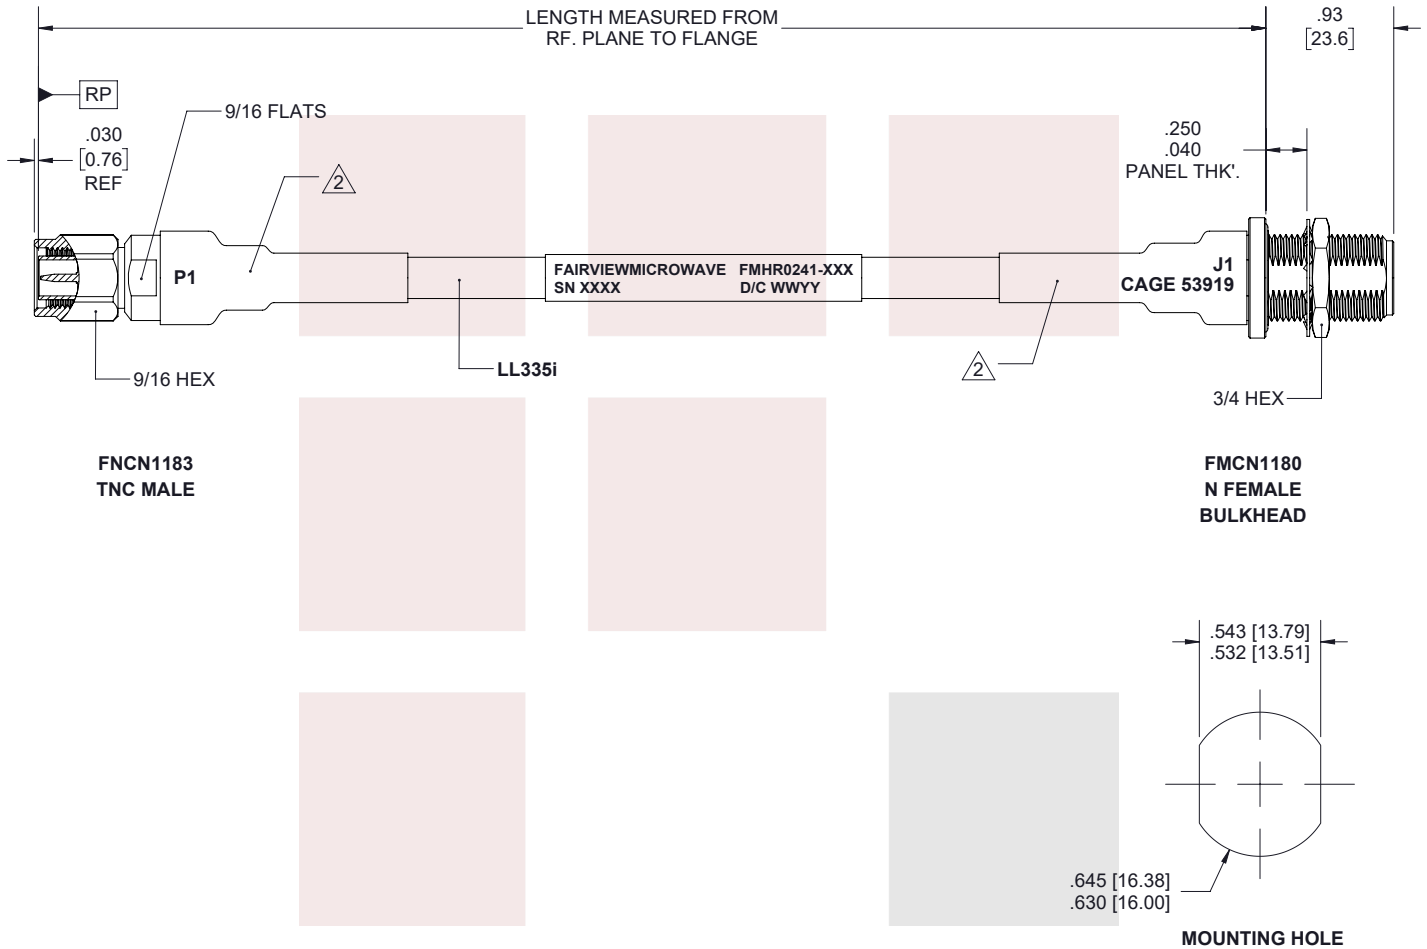 LENGTH MEASURED FROM
RF. PLANE TO FLANGE
.93
[23.6]
RP
9/16 FLATS
.030
[0.76]
REF
2
.250
.040
PANEL THK'.
P1
FAIRVIEWMICROWAVE FMHR0241-XXX
SN XXXX D/C WWYY
J1
CAGE 53919
9/16 HEX
LL335i
2
3/4 HEX
FNCN1183
TNC MALE
FMCN1180
N FEMALE
BULKHEAD
.543 [13.79]
.532 [13.51]
.645 [16.38]
.630 [16.00]
MOUNTING HOLE